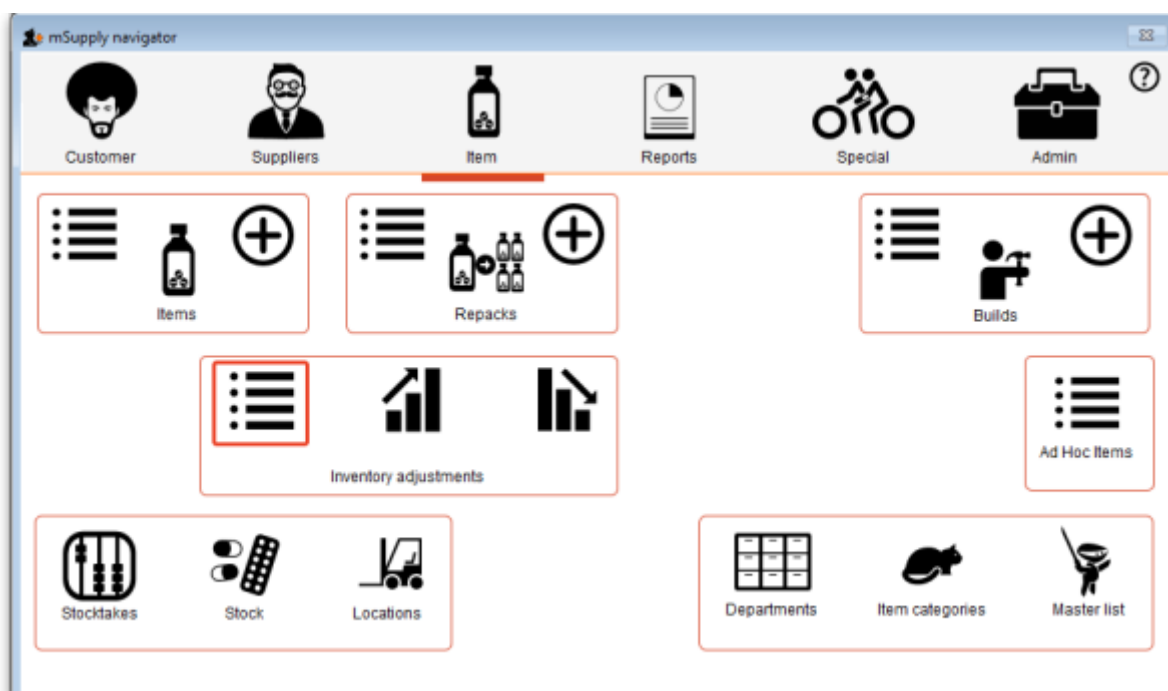 mSupply navigator
Customer
Suppliers
Item
Reports
Special
Admin
?
Items
Repacks
Builds
Inventory adjustments
Ad Hoc Items
Stocktakes
Stock
Locations
Departments
Item categories
Master list